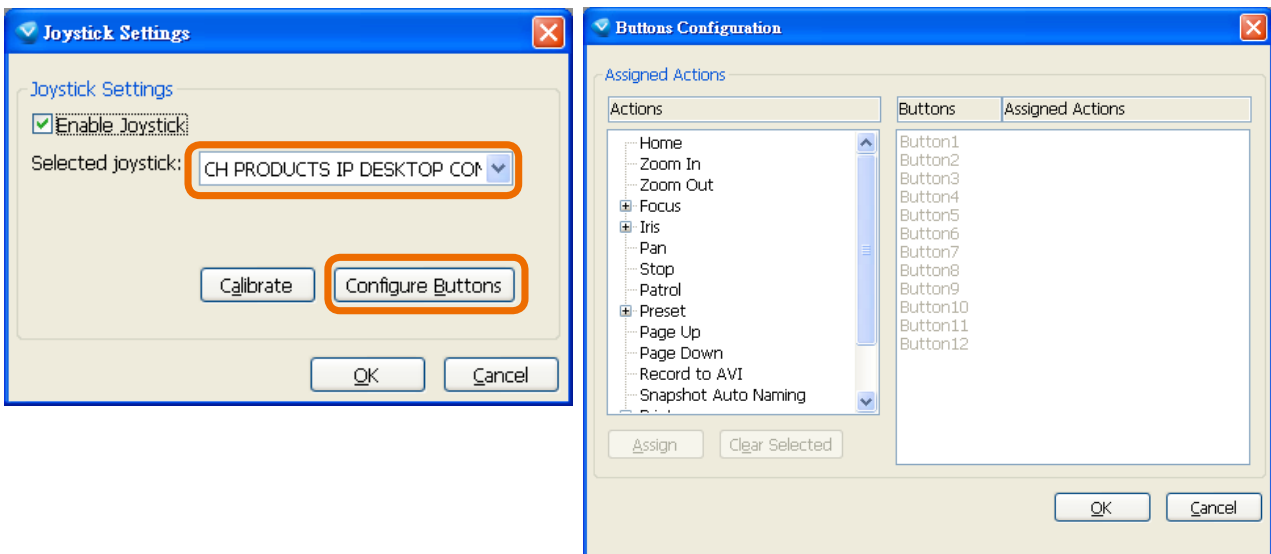 Joystick Settings
Joystick Settings
Enable Joystick
Selected joystick: CH PRODUCTS IP DESKTOP CON
Calibrate Configure Buttons
OK Cancel
Buttons Configuration
Assigned Actions
Actions
Home
Zoom In
Zoom Out
Focus
Iris
Pan
Stop
Patrol
Preset
Page Up
Page Down
Record to AVI
Snapshot Auto Naming
Assign Clear Selected
Buttons Assigned Actions
Button1
Button2
Button3
Button4
Button5
Button6
Button7
Button8
Button9
Button10
Button11
Button12
OK Cancel